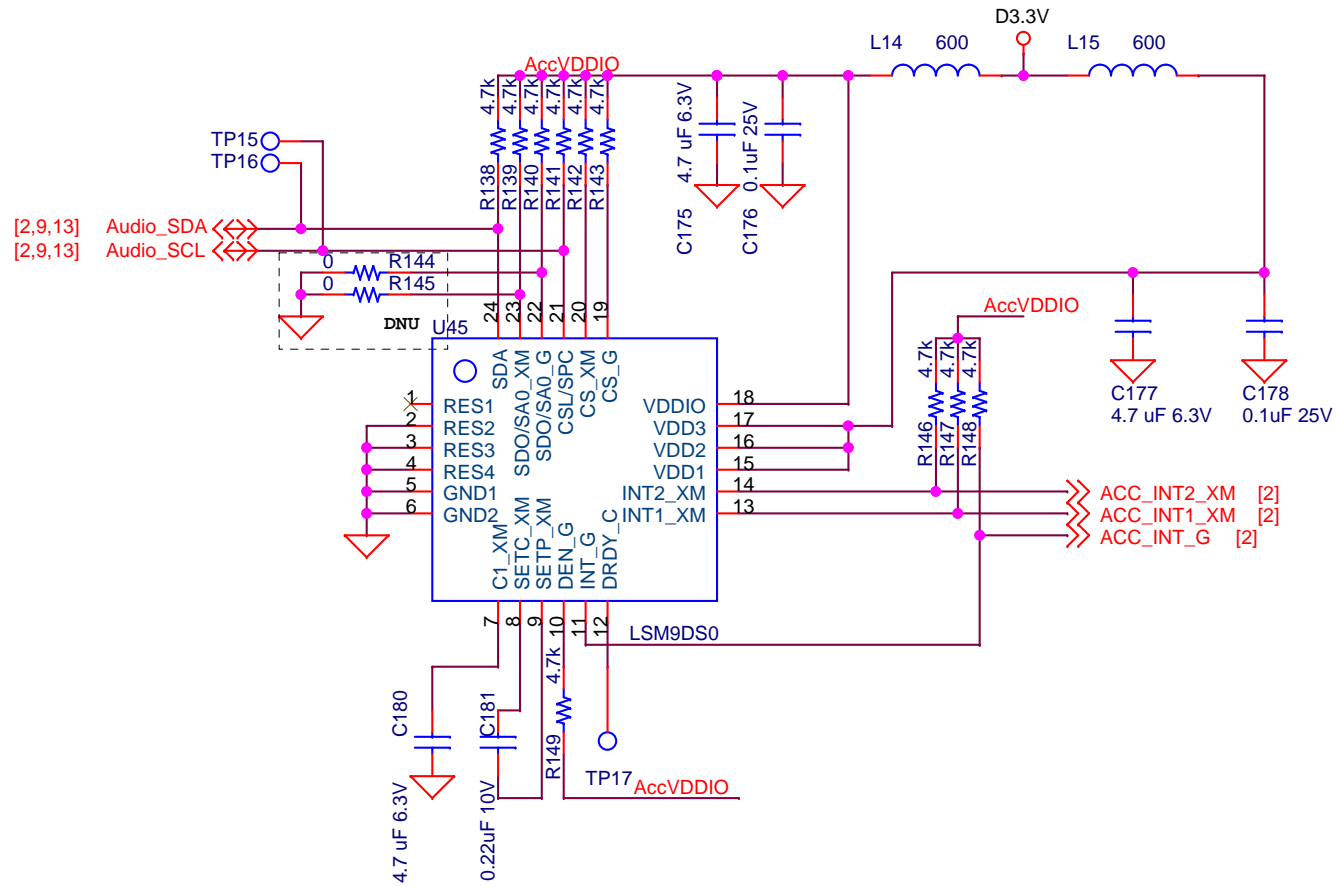 D3.3V
L14 600
L15 600
AccVDDIO
4.7k
4.7k
4.7k
4.7k
4.7k
4.7k
R138
R139
R140
R141
R142
R143
4.7 uF 6.3V
C175
0.1uF 25V
C176
TP15
TP16
[2,9,13] Audio_SDA
[2,9,13] Audio_SCL
0 R144
0 R145
DNU
U45
24
23
22
21
20
19
SDA
SDO/SA0_XM
SDO/SA0_G
CSL/SPC
CS_XM
CS_G
1 RES1
2 RES2
3 RES3
4 RES4
5 GND1
6 GND2
VDDIO 18
VDD3 17
VDD2 16
VDD1 15
INT2_XM 14
INT1_XM 13
C1_XM
SETC_XM
SETP_XM
DEN_G
INT_G
DRDY_C
7
8
9
10
11
12
LSM9DS0
AccVDDIO
4.7k
4.7k
4.7k
R146
R147
R148
C177
4.7 uF 6.3V
C178
0.1uF 25V
ACC_INT2_XM [2]
ACC_INT1_XM [2]
ACC_INT_G [2]
C180
4.7 uF 6.3V
C181
0.22uF 10V
4.7k
R149
TP17
AccVDDIO